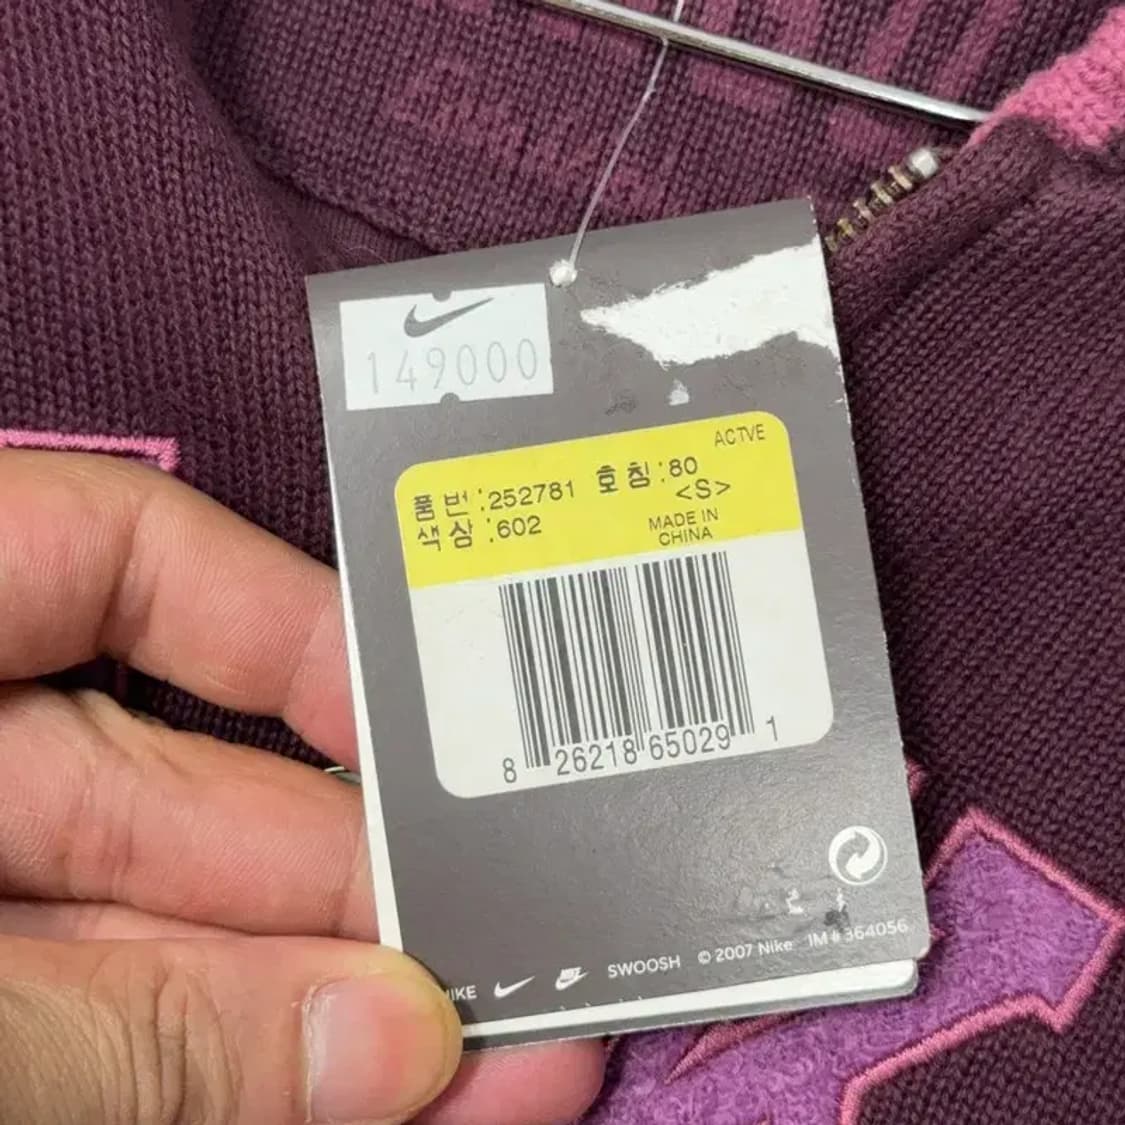 149000
ACTVE
품번:252781 호칭:80
<S>
색상:602
MADE IN
CHINA
8 26218 65029 1
NIKE SWOOSH © 2007 Nike IM # 364056